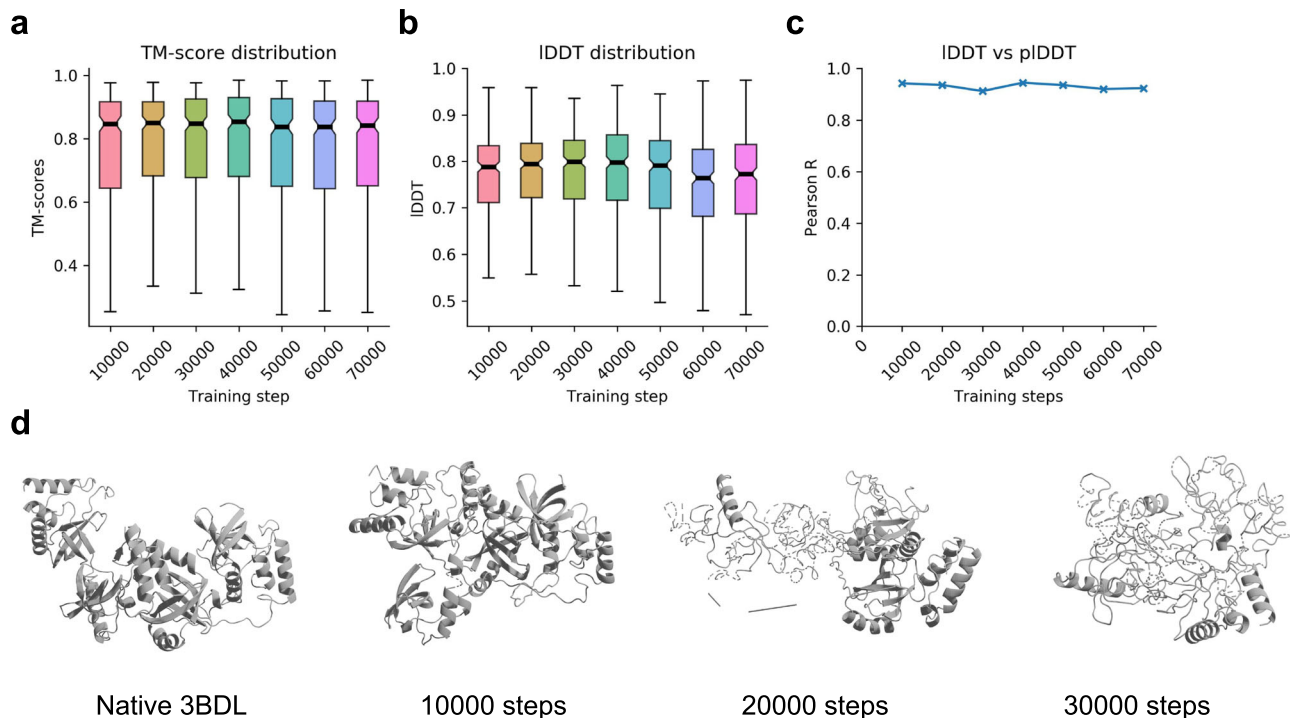 a
TM-score distribution
1.0
0.8
0.6
0.4
TM-scores
10000
20000
30000
40000
50000
60000
70000
Training step
b
lDDT distribution
1.0
0.9
0.8
0.7
0.6
0.5
lDDT
10000
20000
30000
40000
50000
60000
70000
Training step
c
lDDT vs plDDT
1.0
0.8
0.6
0.4
0.2
0.0
Pearson R
0
10000
20000
30000
40000
50000
60000
70000
Training steps
d
Native 3BDL
10000 steps
20000 steps
30000 steps